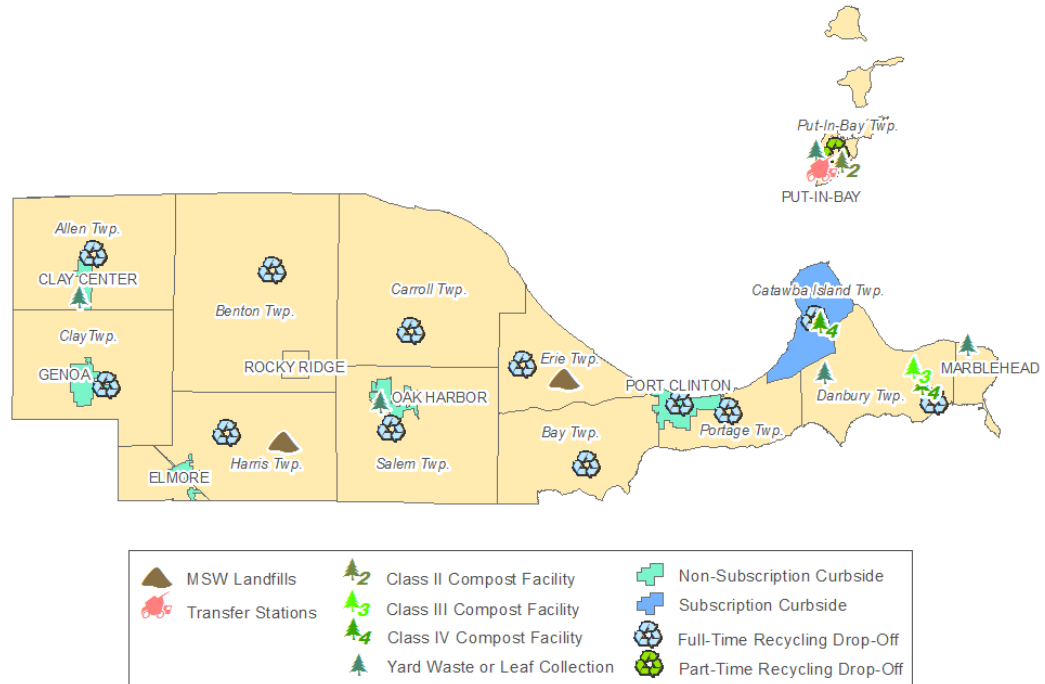 Put-In-Bay Twp.
2
PUT-IN-BAY
Allen Twp.
CLAY CENTER
Catawba Island Twp.
4
Carroll Twp.
Benton Twp.
Clay Twp.
GENOA
ROCKY RIDGE
Erie Twp.
3
MARBLEHEAD
PORT CLINTON
4
Danbury Twp.
OAK HARBOR
Portage Twp.
Bay Twp.
Harris Twp.
Salem Twp.
ELMORE
MSW Landfills
Transfer Stations
2 Class II Compost Facility
3 Class III Compost Facility
4 Class IV Compost Facility
Yard Waste or Leaf Collection
Non-Subscription Curbside
Subscription Curbside
Full-Time Recycling Drop-Off
Part-Time Recycling Drop-Off